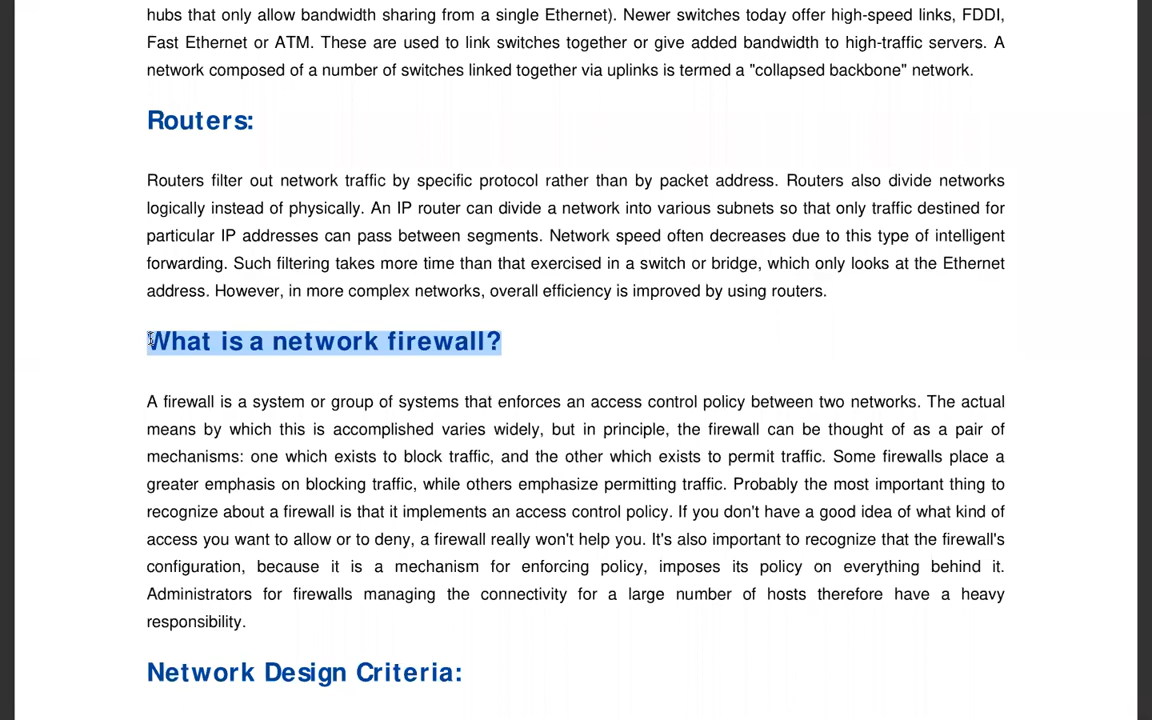 hubs that only allow bandwidth sharing from a single Ethernet). Newer switches today offer high-speed links, FDDI,
Fast Ethernet or ATM. These are used to link switches together or give added bandwidth to high-traffic servers. A
network composed of a number of switches linked together via uplinks is termed a "collapsed backbone" network.
Routers:
Routers filter out network traffic by specific protocol rather than by packet address. Routers also divide networks
logically instead of physically. An IP router can divide a network into various subnets so that only traffic destined for
particular IP addresses can pass between segments. Network speed often decreases due to this type of intelligent
forwarding. Such filtering takes more time than that exercised in a switch or bridge, which only looks at the Ethernet
address. However, in more complex networks, overall efficiency is improved by using routers.
What is a network firewall?
A firewall is a system or group of systems that enforces an access control policy between two networks. The actual
means by which this is accomplished varies widely, but in principle, the firewall can be thought of as a pair of
mechanisms: one which exists to block traffic, and the other which exists to permit traffic. Some firewalls place a
greater emphasis on blocking traffic, while others emphasize permitting traffic. Probably the most important thing to
recognize about a firewall is that it implements an access control policy. If you don't have a good idea of what kind of
access you want to allow or to deny, a firewall really won't help you. It's also important to recognize that the firewall's
configuration, because it is a mechanism for enforcing policy, imposes its policy on everything behind it.
Administrators for firewalls managing the connectivity for a large number of hosts therefore have a heavy
responsibility.
Network Design Criteria: